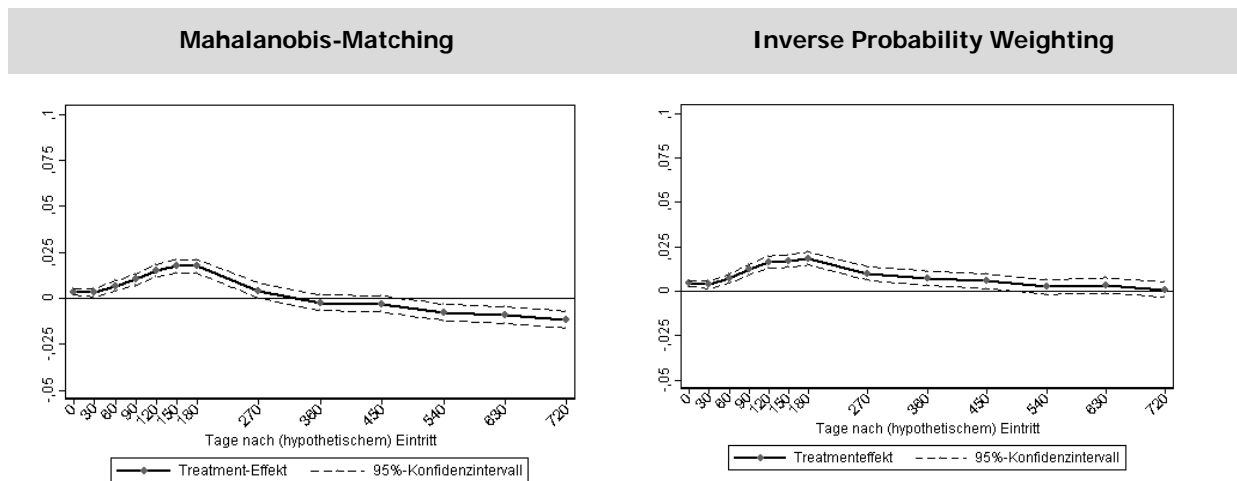 Mahalanobis-Matching
Inverse Probability Weighting
,1
,075
,05
,025
0
-,025
-,05
0 30 60 90 120 150 180 270 360 450 540 630 720
Tage nach (hypothetischem) Eintritt
Treatment-Effekt 95%-Konfidenzintervall
,1
,075
,05
,025
0
-,025
-,05
0 30 60 90 120 150 180 270 360 450 540 630 720
Tage nach (hypothetischem) Eintritt
Treatmenteffekt 95%-Konfidenzintervall